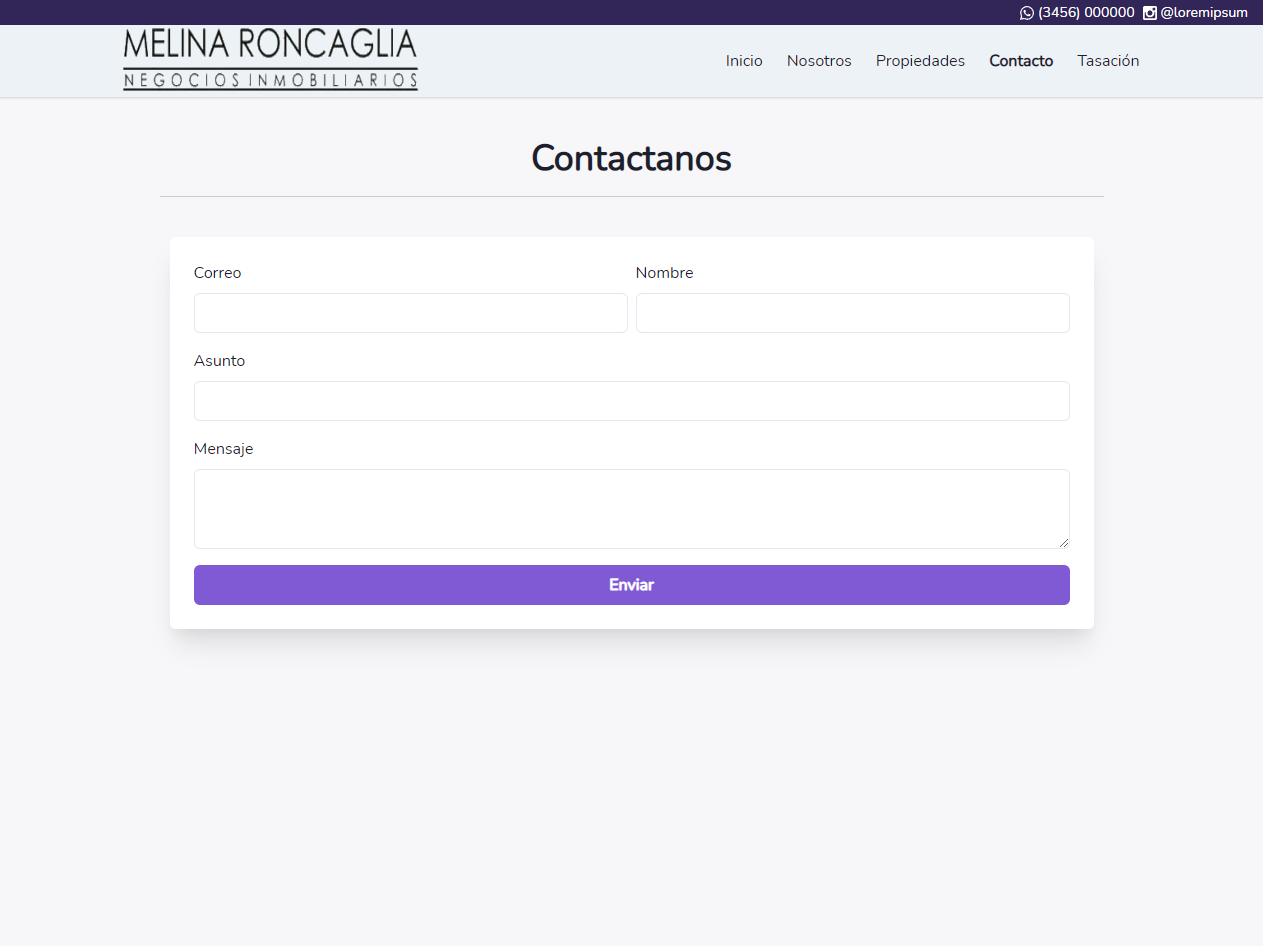 (3456) 000000 @loremipsum
MELINA RONCAGLIA
NEGOCIOS INMOBILIARIOS
Inicio Nosotros Propiedades Contacto Tasación
Contactanos
Correo Nombre
Asunto
Mensaje
Enviar